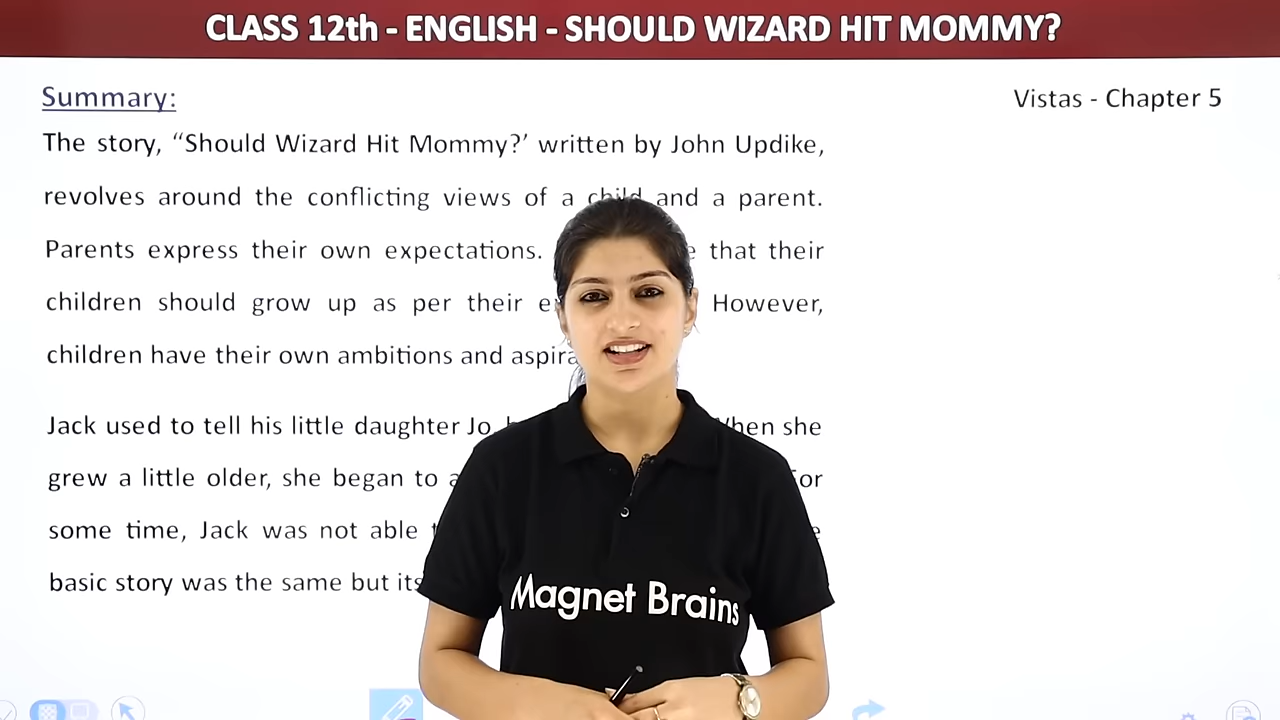 CLASS 12th - ENGLISH - SHOULD WIZARD HIT MOMMY?
Summary:
Vistas - Chapter 5
The story, “Should Wizard Hit Mommy?’ written by John Updike,
revolves around the conflicting views of a child and a parent.
Parents express their own expectations. that their
children should grow up as per their However,
children have their own ambitions and
Jack used to tell his little daughter Jo, When she
grew a little older, she began to
some time, Jack was not able
basic story was the same but its
Magnet Brains